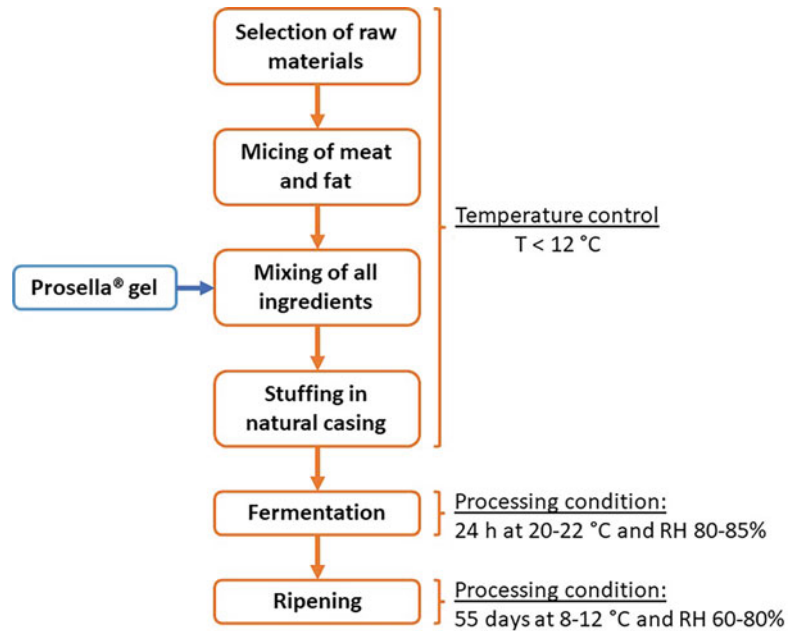 Selection of raw
materials
Micing of meat
and fat
Temperature control
T < 12 °C
Prosella® gel
Mixing of all
ingredients
Stuffing in
natural casing
Fermentation
Processing condition:
24 h at 20-22 °C and RH 80-85%
Ripening
Processing condition:
55 days at 8-12 °C and RH 60-80%